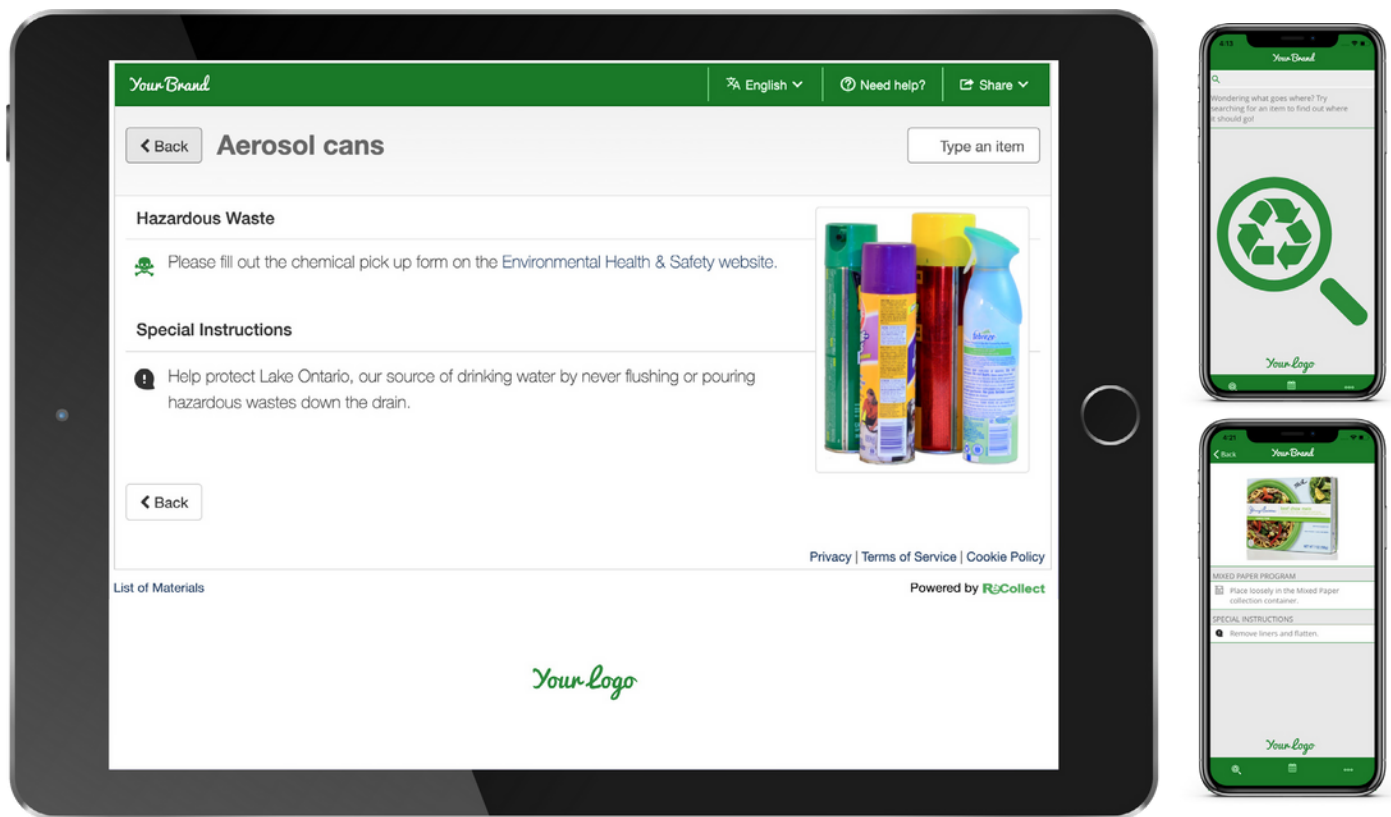 Your Brand
English
Need help?
Share
Back
Aerosol cans
Type an item
Hazardous Waste
Please fill out the chemical pick up form on the Environmental Health & Safety website.
Special Instructions
Help protect Lake Ontario, our source of drinking water by never flushing or
pouring
hazardous wastes down the drain.
febreze
Back
Privacy | Terms of Service | Cookie Policy
List of Materials
Powered by ReCollect
Your Logo
4:13
Your Brand
Wondering what goes where? Try
searching for an item to find out where
it should go!
Your Logo
4:21
Back
Your Brand
MIXED PAPER PROGRAM
Place loosely in the Mixed Paper
collection container.
SPECIAL INSTRUCTIONS
Remove liners and flatten.
Your Logo